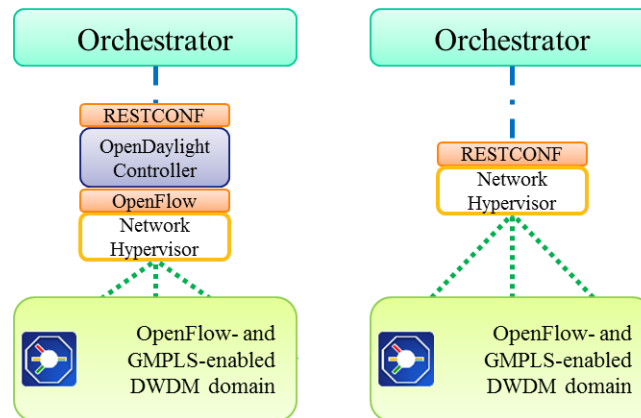 Orchestrator
RESTCONF
OpenDaylight
Controller
OpenFlow
Network
Hypervisor
OpenFlow- and
GMPLS-enabled
DWDM domain
Orchestrator
RESTCONF
Network
Hypervisor
OpenFlow- and
GMPLS-enabled
DWDM domain